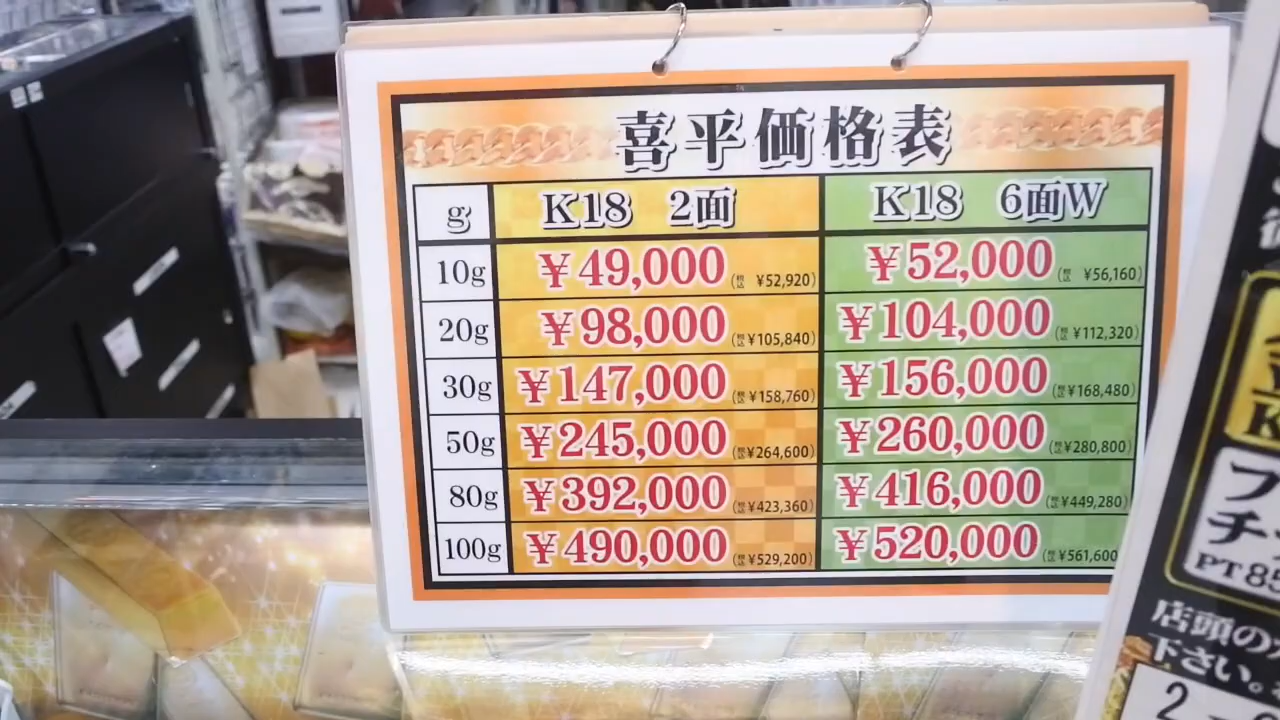 喜平価格表
g K18 2面 K18 6面W
10g ¥49,000 (税込 ¥52,920) ¥52,000 (税込 ¥56,160)
20g ¥98,000 (税込 ¥105,840) ¥104,000 (税込 ¥112,320)
30g ¥147,000 (税込 ¥158,760) ¥156,000 (税込 ¥168,480)
50g ¥245,000 (税込 ¥264,600) ¥260,000 (税込 ¥280,800)
80g ¥392,000 (税込 ¥423,360) ¥416,000 (税込 ¥449,280)
100g ¥490,000 (税込 ¥529,200) ¥520,000 (税込 ¥561,600
K
プ
チ
PT85
店頭の
下さい。
2